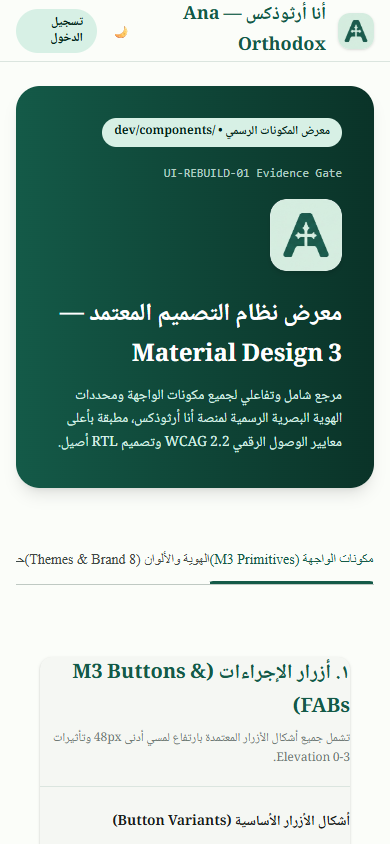 أنا أرثوذكس — Ana
Orthodox
تسجيل
الدخول
معرض المكونات الرسمي • /dev/components
UI-REBUILD-01 Evidence Gate
معرض نظام التصميم المعتمد —
Material Design 3
مرجع شامل وتفاعلي لجميع مكونات الواجهة ومحددات
الهوية البصرية الرسمية لمنصة أنا أرثوذكس، مطبقة بأعلى
معايير الوصول الرقمي WCAG 2.2 وتصميم RTL أصيل.
مكونات الواجهة (M3 Primitives)
الهوية والألوان (8 Themes & Brand)
١. أزرار الإجراءات (M3 Buttons &
FABs)
تشمل جميع أشكال الأزرار المعتمدة بارتفاع لمسي أدنى 48px وتأثيرات
Elevation 0-3.
أشكال الأزرار الأساسية (Button Variants)